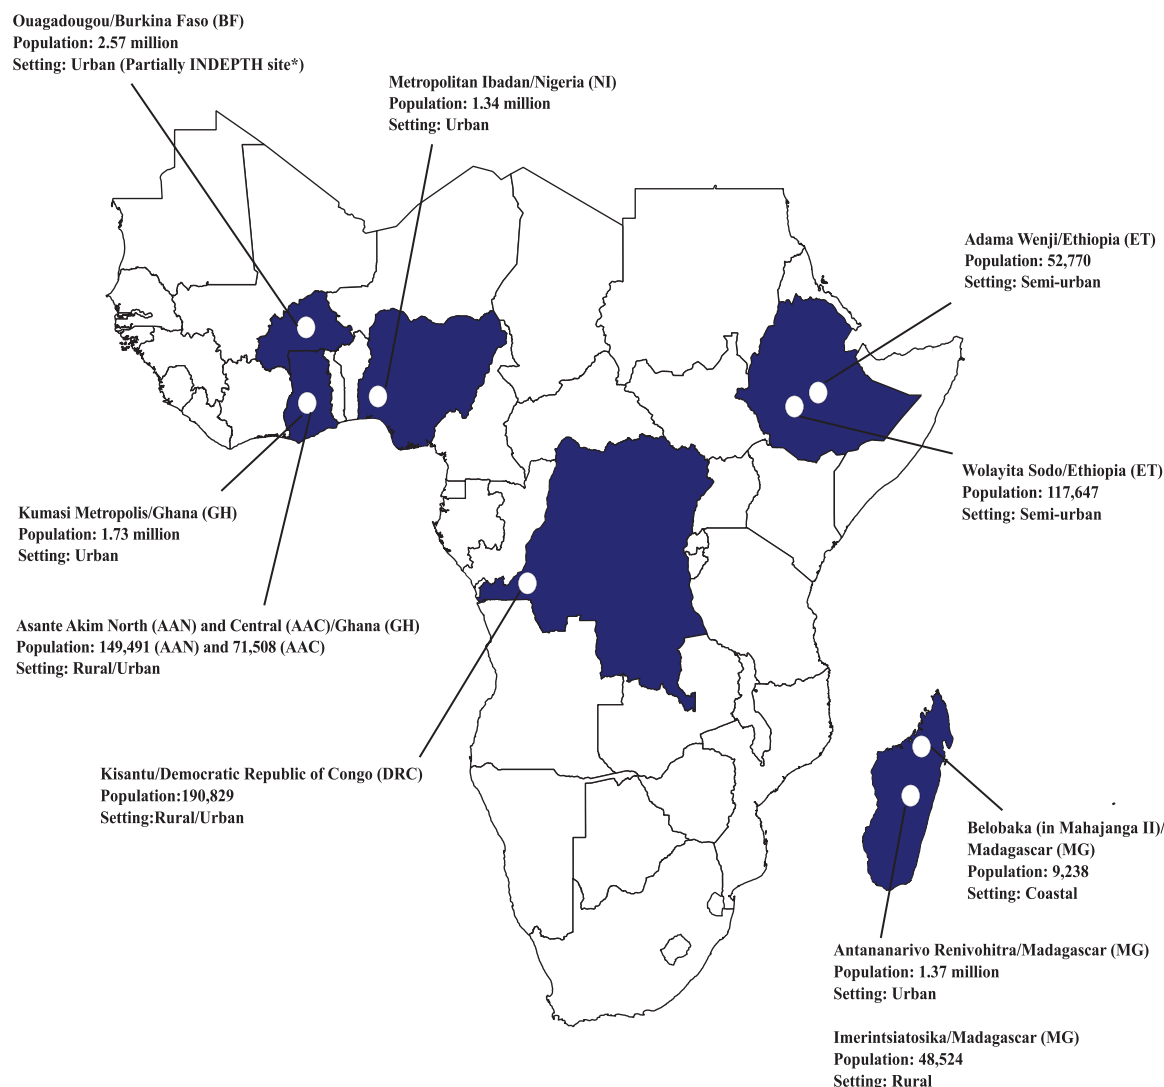 Ouagadougou/Burkina Faso (BF)
Population: 2.57 million
Setting: Urban (Partially INDEPTH site*)
Metropolitan Ibadan/Nigeria (NI)
Population: 1.34 million
Setting: Urban
Adama Wenji/Ethiopia (ET)
Population: 52,770
Setting: Semi-urban
Wolayita Sodo/Ethiopia (ET)
Population: 117,647
Setting: Semi-urban
Kumasi Metropolis/Ghana (GH)
Population: 1.73 million
Setting: Urban
Asante Akim North (AAN) and Central (AAC)/Ghana (GH)
Population: 149,491 (AAN) and 71,508 (AAC)
Setting: Rural/Urban
Kisantu/Democratic Republic of Congo (DRC)
Population:190,829
Setting:Rural/Urban
Belobaka (in Mahajanga II)/
Madagascar (MG)
Population: 9,238
Setting: Coastal
Antananarivo Renivohitra/Madagascar (MG)
Population: 1.37 million
Setting: Urban
Imerintsiatosika/Madagascar (MG)
Population: 48,524
Setting: Rural